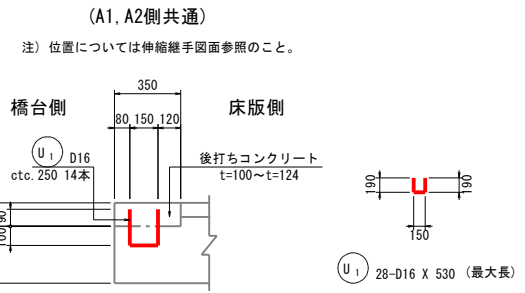 (A1,A2側共通)
注) 位置については伸縮継手図面参照のこと。
350
橋台側
床版側
80 150 120
U1 D16
ctc.250 14本
後打ちコンクリート
t=100~t=124
100
190
190
150
U1 28-D16 X 530 (最大長)